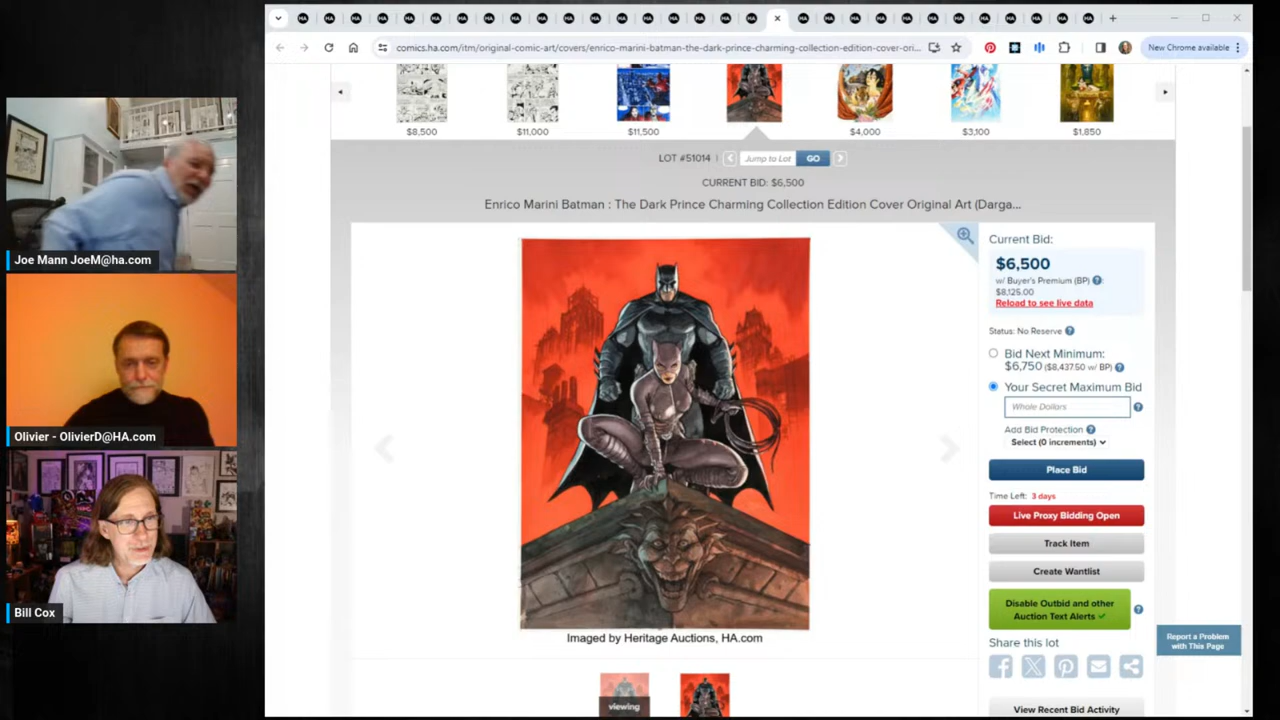 comics.ha.com/itm/original-comic-art/covers/enrico-marini-batman-the-dark-prince-charming-collection-edition-cover-ori...
New Chrome available
$8,500
$11,000
$11,500
$4,000
$3,100
$1,850
LOT #51014 |
Jump to Lot
GO
CURRENT BID: $6,500
Enrico Marini Batman : The Dark Prince Charming Collection Edition Cover Original Art (Darga...
Joe Mann JoeM@ha.com
Olivier - OlivierD@HA.com
Bill Cox
Imaged by Heritage Auctions, HA.com
viewing
Current Bid:
$6,500
w/ Buyer's Premium (BP) ?:
$8,125.00
Reload to see live data
Status: No Reserve ?
Bid Next Minimum:
$6,750 ($8,437.50 w/ BP) ?
Your Secret Maximum Bid
Whole Dollars ?
Add Bid Protection ?
Select (0 increments)
Place Bid
Time Left: 3 days
Live Proxy Bidding Open
Track Item
Create Wantlist
Disable Outbid and other
Auction Text Alerts ?
Share this lot
Report a Problem
with This Page
View Recent Bid Activity